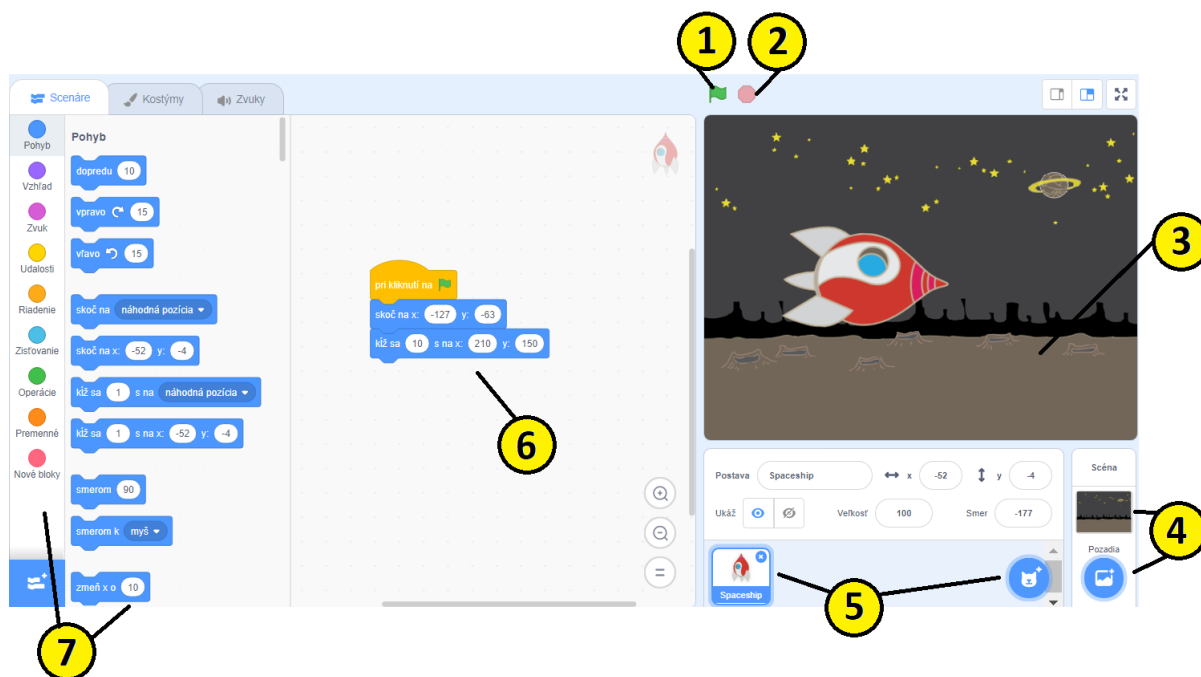 1
2
Scenáre
Kostýmy
Zvuky
Pohyb
Vzhľad
Zvuk
Udalosti
Riadenie
Zisťovanie
Operácie
Premenné
Nové bloky
Pohyb
dopredu 10
vpravo 15
vľavo 15
skoč na náhodná pozícia
skoč na x: -52 y: -4
kĺž sa 1 s na náhodná pozícia
kĺž sa 1 s na x: -52 y: -4
smerom 90
smerom k myš
zmeň x o 10
7
pri kliknutí na
skoč na x: -127 y: -63
kĺž sa 10 s na x: 210 y: 150
6
3
Postava Spaceship x -52 y -4
Ukáž Veľkosť 100 Smer -177
Spaceship
5
Scéna
4
Pozadia